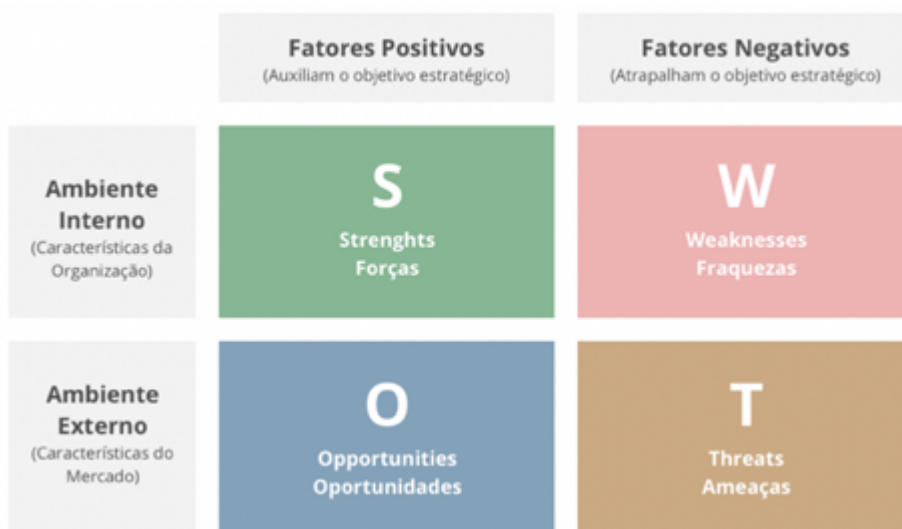 Fatores Positivos
(Auxiliam o objetivo estratégico)
Fatores Negativos
(Atrapalham o objetivo estratégico)
Ambiente
Interno
(Características da
Organização)
S
Strenghts
Forças
W
Weaknesses
Fraquezas
Ambiente
Externo
(Características do
Mercado)
O
Opportunities
Oportunidades
T
Threats
Ameaças